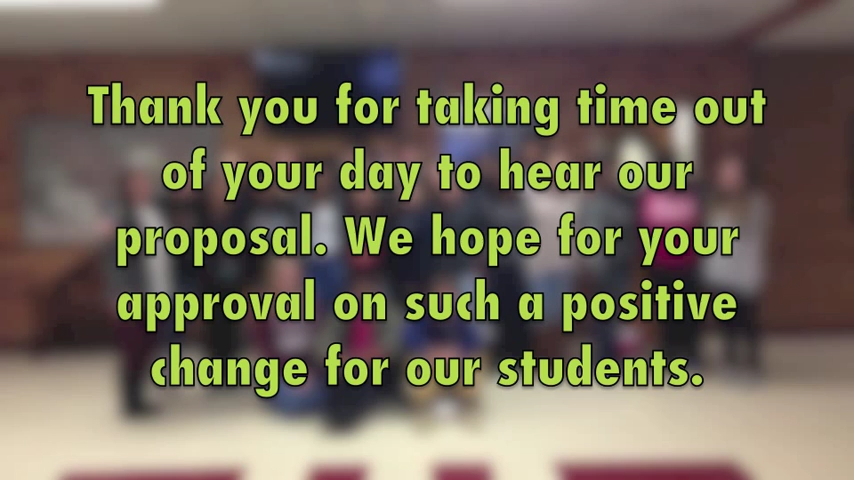 Thank you for taking time out
of your day to hear our
proposal. We hope for your
approval on such a positive
change for our students.